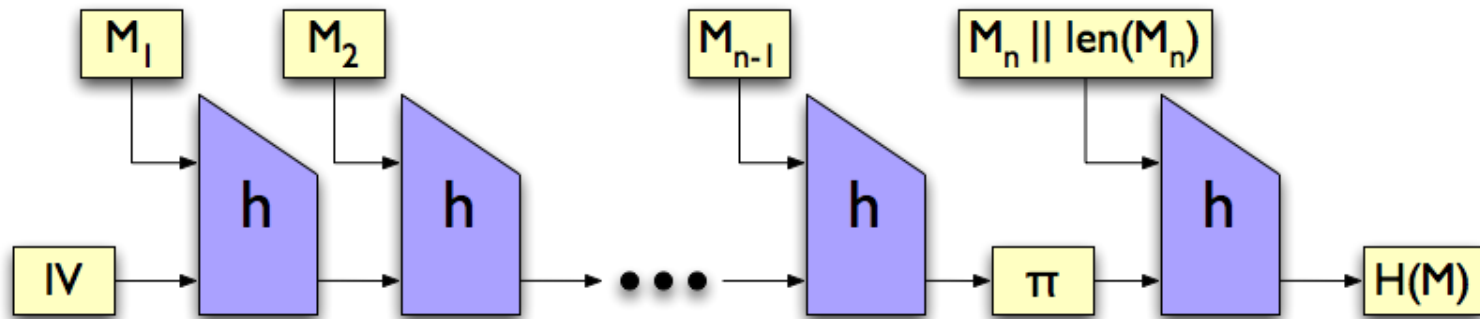 M₁
M₂
Mₙ₋₁
Mₙ || len(Mₙ)
h
h
h
h
IV
π
H(M)